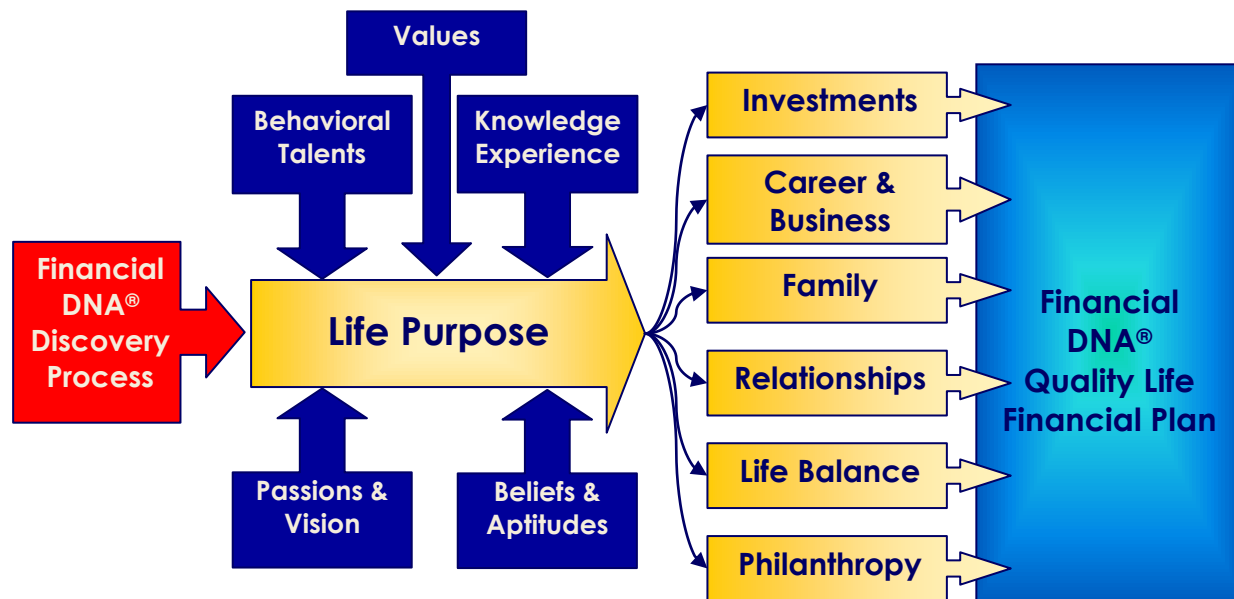 Values
Behavioral
Talents
Knowledge
Experience
Financial
DNA®
Discovery
Process
Life Purpose
Passions &
Vision
Beliefs &
Aptitudes
Investments
Career &
Business
Family
Relationships
Life Balance
Philanthropy
Financial
DNA®
Quality Life
Financial Plan